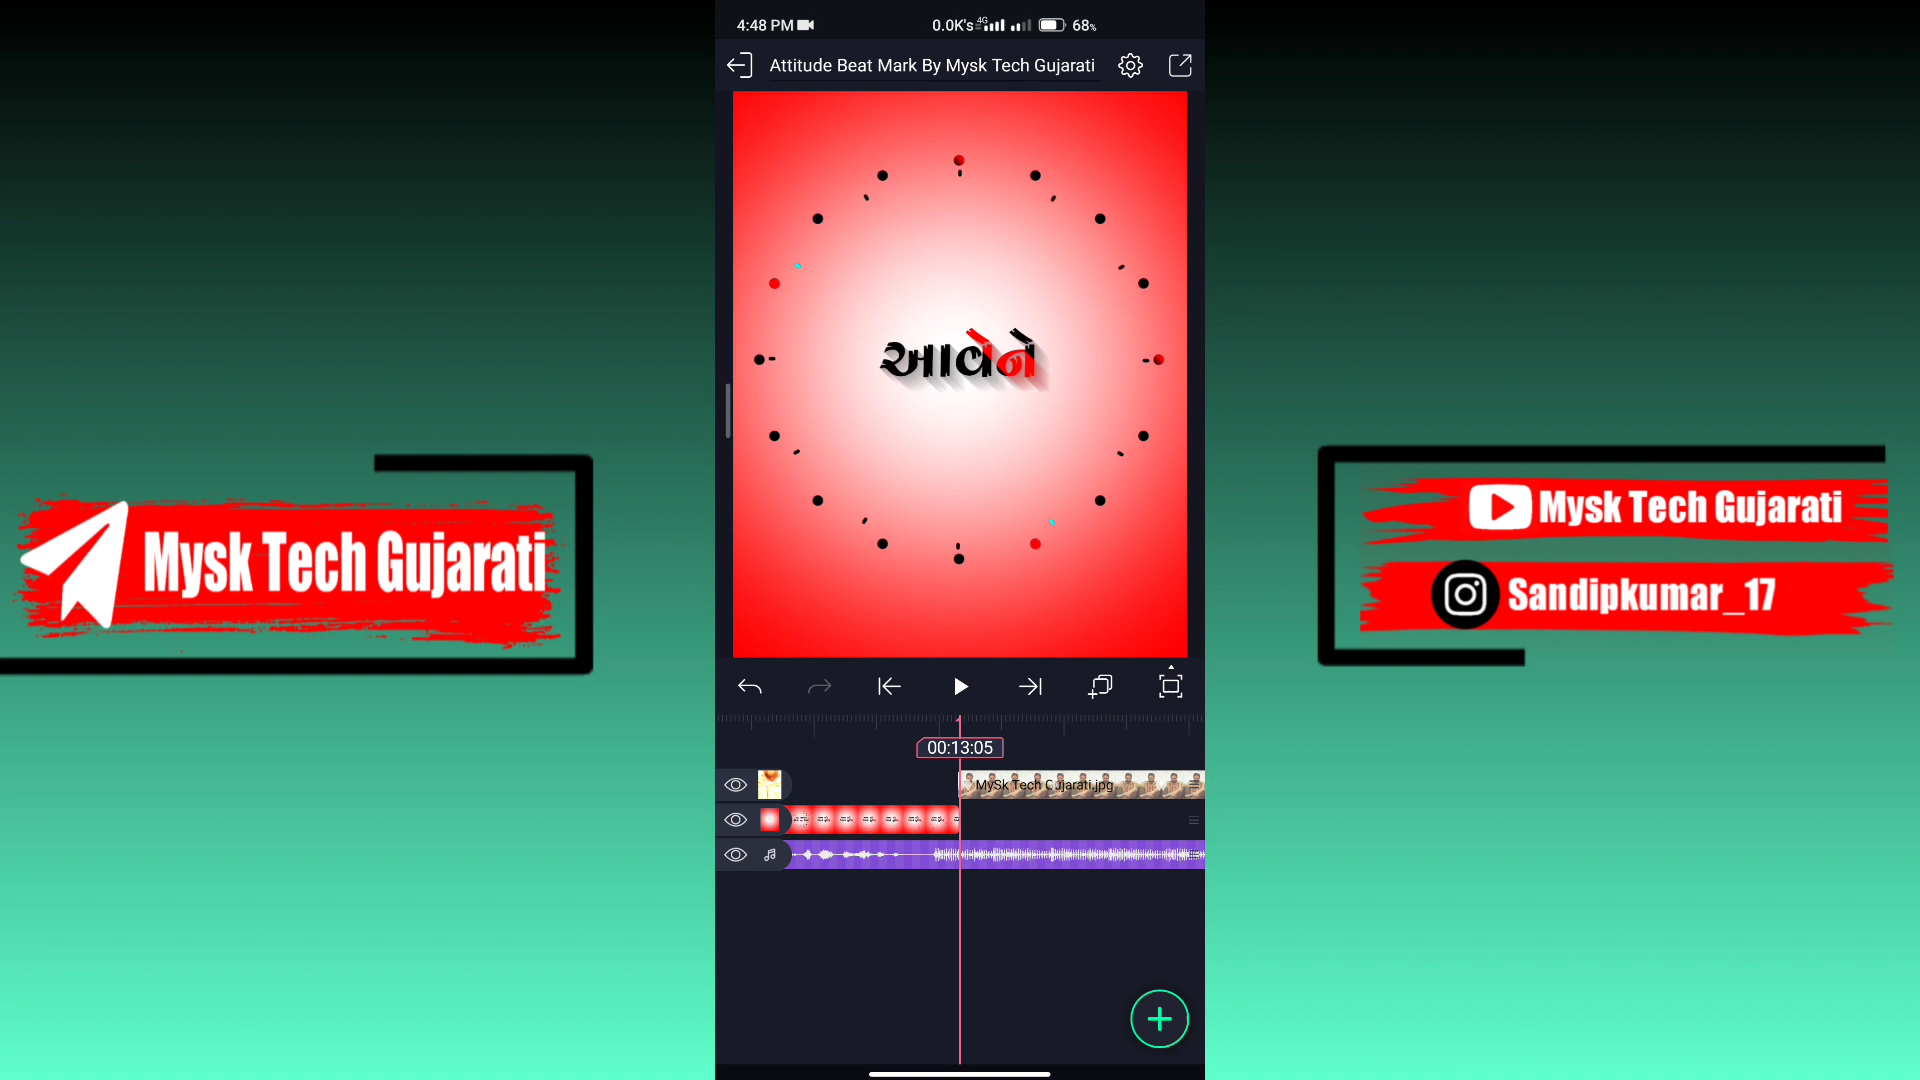 4:48 PM
0.0K's 4G 68%
Attitude Beat Mark By Mysk Tech Gujarati
આવેને
00:13:05
MySk Tech Gujarati.jpg
Mysk Tech Gujarati
Mysk Tech Gujarati
Sandipkumar_17